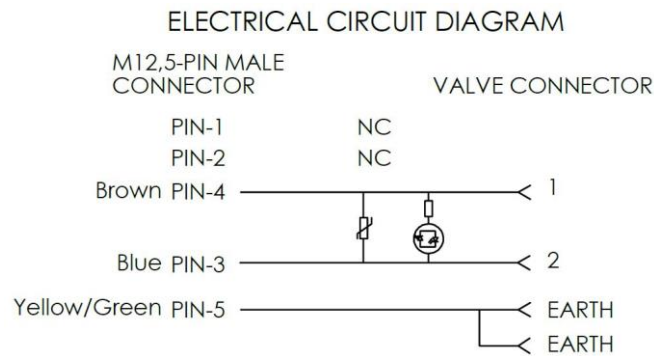 ELECTRICAL CIRCUIT DIAGRAM
M12,5-PIN MALE
CONNECTOR
VALVE CONNECTOR
PIN-1 NC
PIN-2 NC
Brown PIN-4 1
Blue PIN-3 2
Yellow/Green PIN-5 EARTH
EARTH